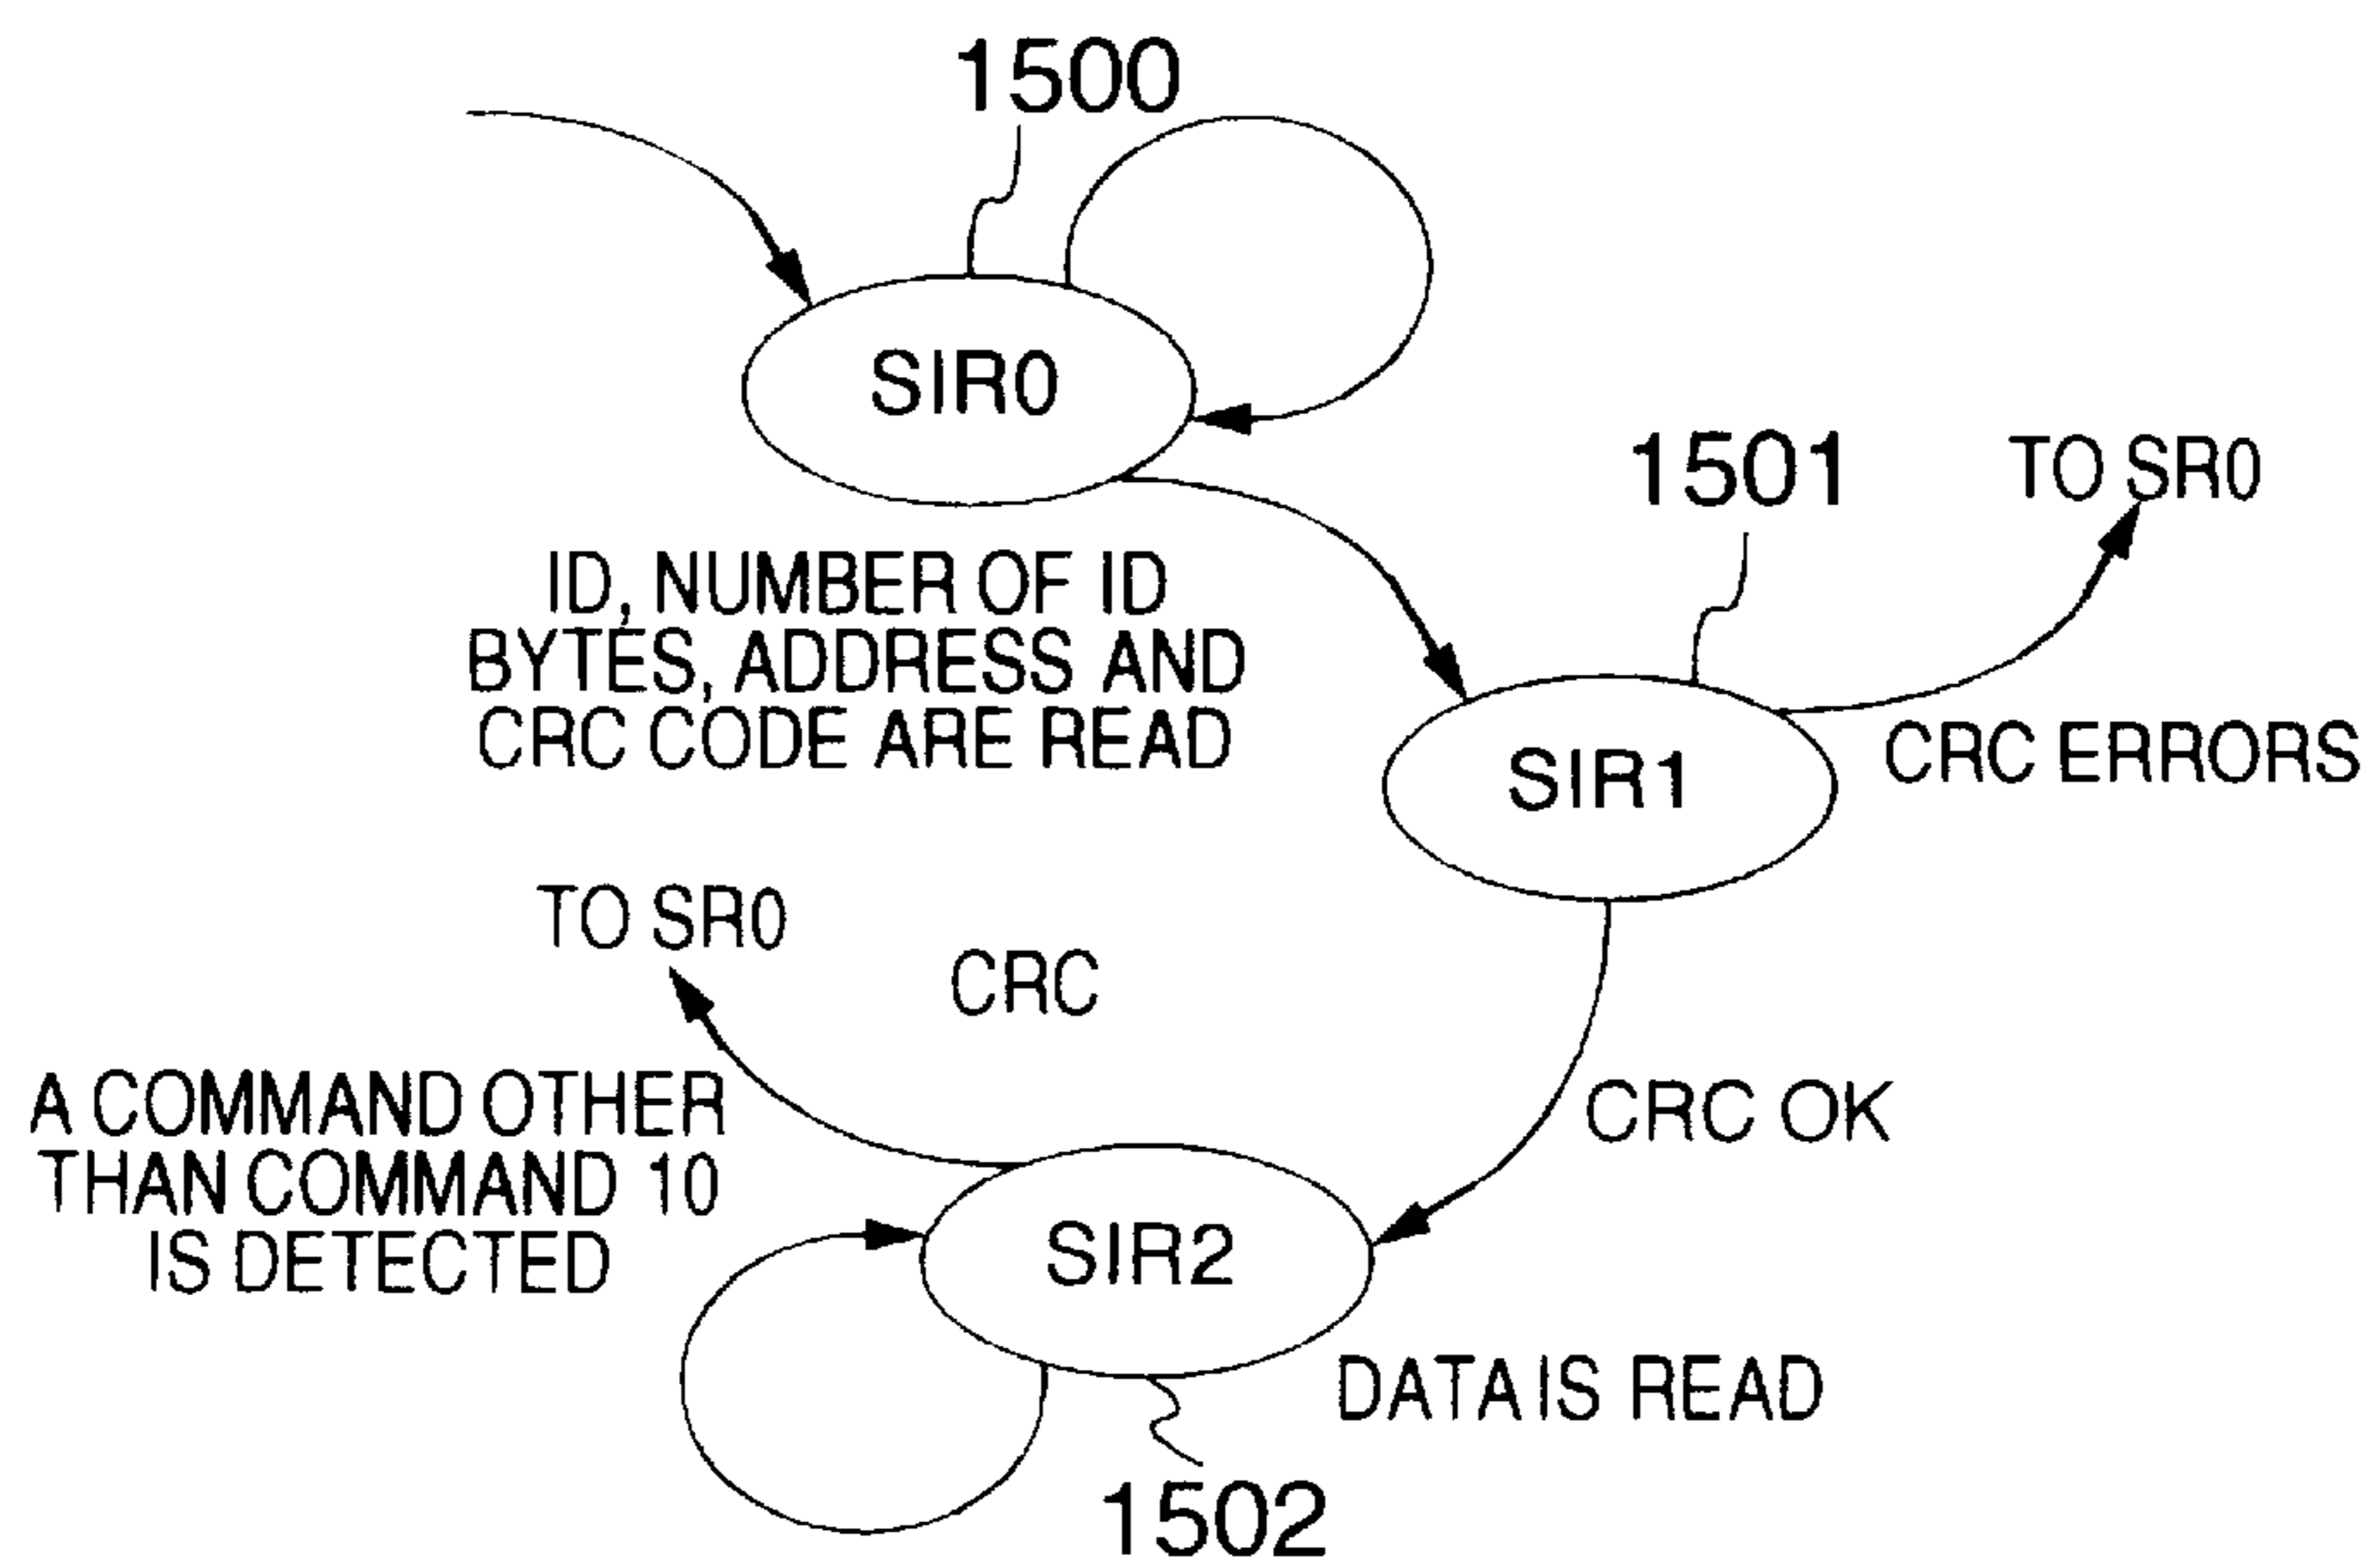 1500
SIR0
1501
TO SR0
ID, NUMBER OF ID
BYTES, ADDRESS AND
CRC CODE ARE READ
CRC ERRORS
SIR1
TO SR0
CRC
A COMMAND OTHER
THAN COMMAND 10
IS DETECTED
CRC OK
SIR2
DATA IS READ
1502